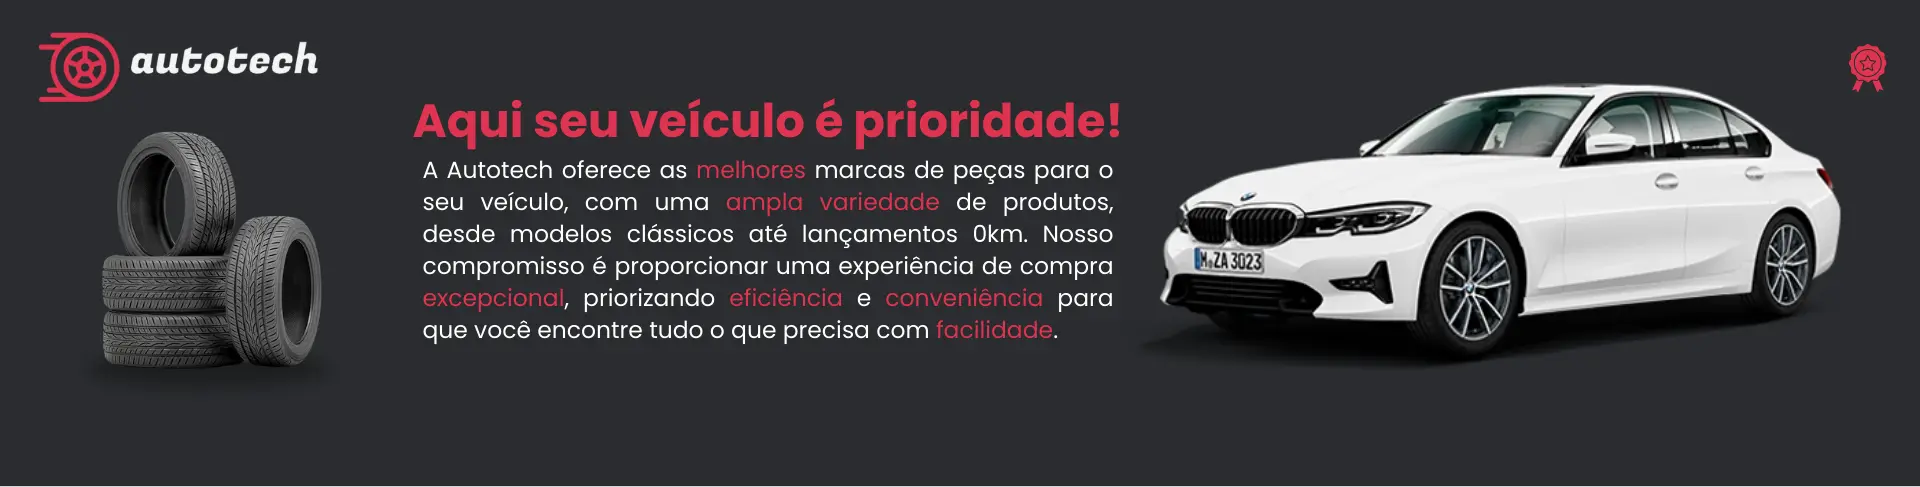 autotech
Aqui seu veículo é prioridade!
A Autotech oferece as melhores marcas de peças para o
seu veículo, com uma ampla variedade de produtos,
desde modelos clássicos até lançamentos 0km. Nosso
compromisso é proporcionar uma experiência de compra
excepcional, priorizando eficiência e conveniência para
que você encontre tudo o que precisa com facilidade.
M ZA 3023